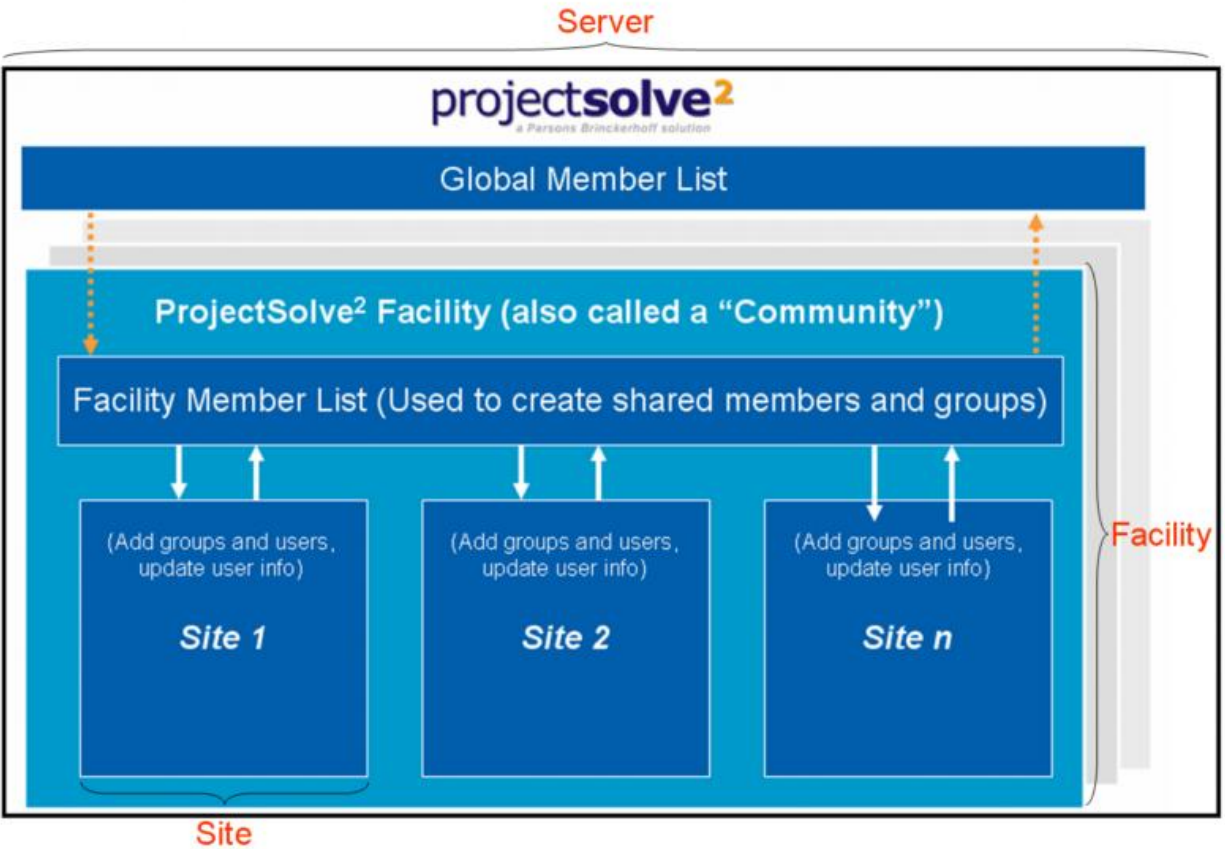 Server
projectsolve²
a Parsons Brinckerhoff solution
Global Member List
ProjectSolve² Facility (also called a “Community”)
Facility Member List (Used to create shared members and groups)
(Add groups and users,
update user info)
Site 1
(Add groups and users,
update user info)
Site 2
(Add groups and users,
update user info)
Site n
Facility
Site